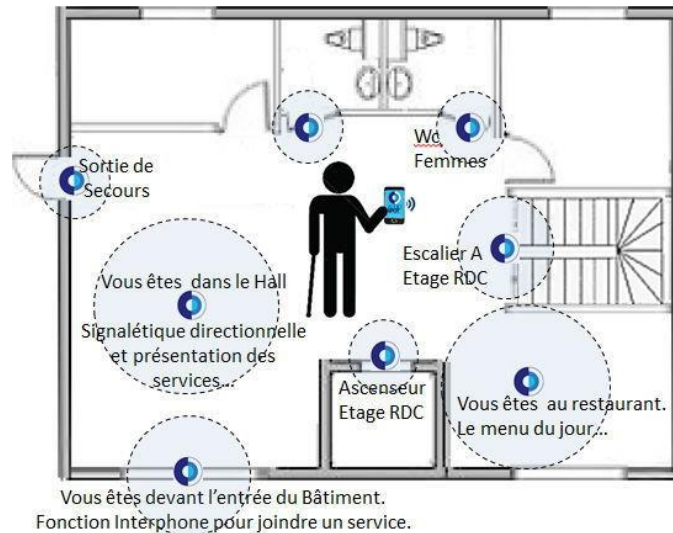 Wc
Femmes
Sortie de
Secours
Escalier A
Etage RDC
Vous êtes dans le Hall
Signalétique directionnelle
et présentation des
services...
Ascenseur
Etage RDC
Vous êtes au restaurant.
Le menu du jour...
Vous êtes devant l'entrée du Bâtiment.
Fonction Interphone pour joindre un service.